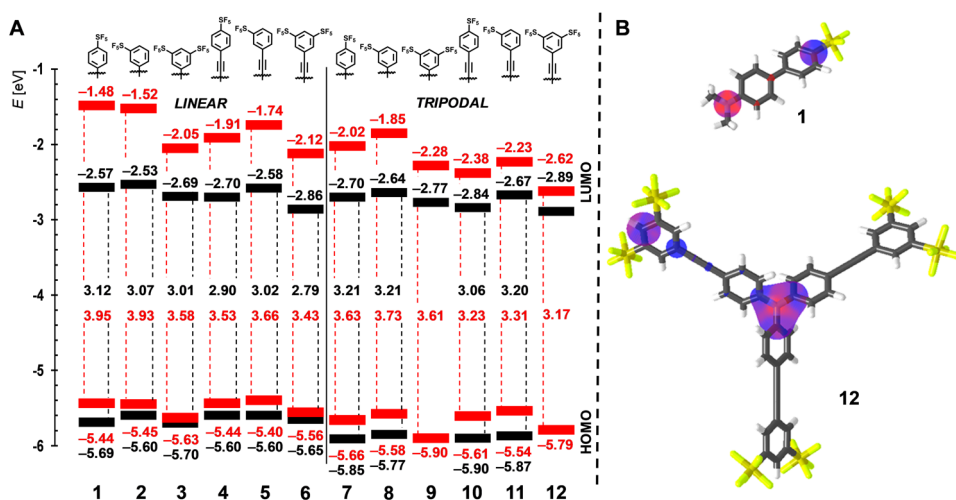 A
B
SF₅
F₅S
F₅S SF₅
SF₅
F₅S
F₅S SF₅
SF₅
F₅S
F₅S SF₅
SF₅
F₅S
F₅S SF₅
E [eV]
LINEAR
TRIPODAL
-1
-2
-3
-4
-5
-6
−1.48 −1.52 −2.05 −1.91 −1.74 −2.12 −2.02 −1.85 −2.28 −2.38 −2.23 −2.62
−2.57 −2.53 −2.69 −2.70 −2.58 −2.86 −2.70 −2.64 −2.77 −2.84 −2.67 −2.89
LUMO
3.12 3.07 3.01 2.90 3.02 2.79 3.21 3.21 3.06 3.20
3.95 3.93 3.58 3.53 3.66 3.43 3.63 3.73 3.61 3.23 3.31 3.17
HOMO
−5.44 −5.45 −5.63 −5.44 −5.40 −5.56 −5.66 −5.58 −5.90 −5.61 −5.54 −5.79
−5.69 −5.60 −5.70 −5.60 −5.60 −5.65 −5.85 −5.77 −5.90 −5.87
1 2 3 4 5 6 7 8 9 10 11 12
1
12